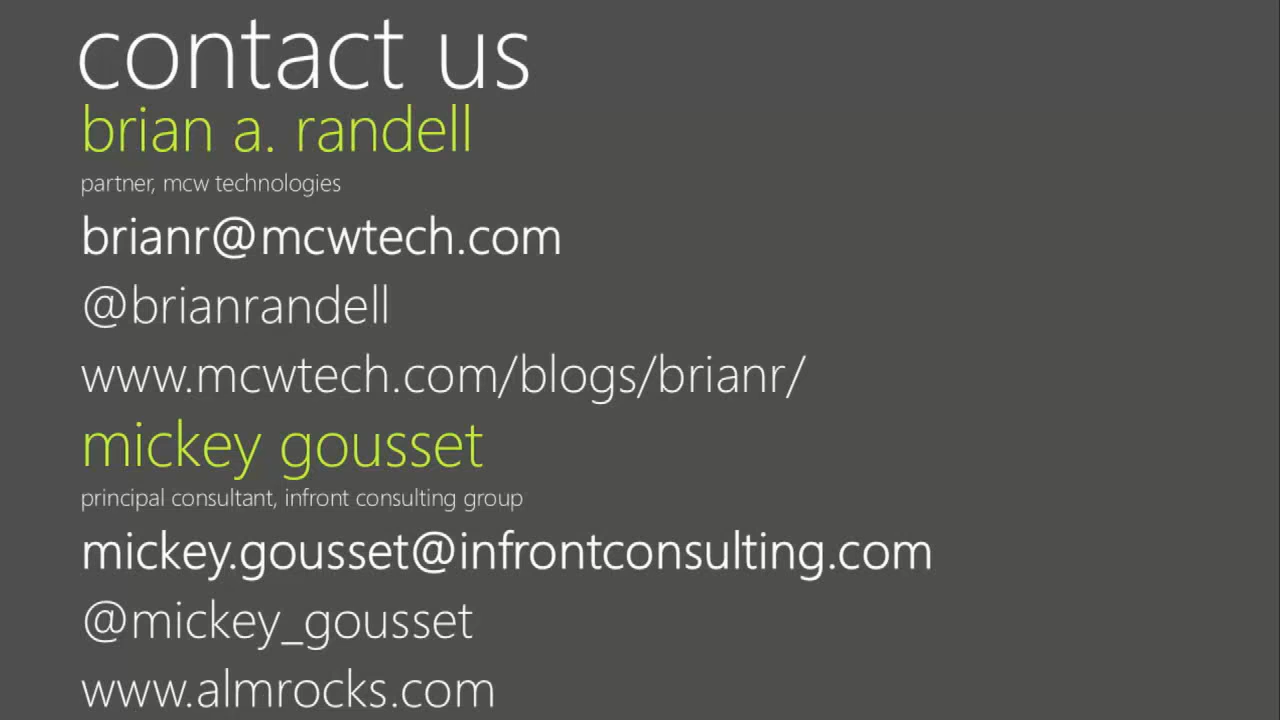 contact us
brian a. randell
partner, mcw technologies
brianr@mcwtech.com
@brianrandell
www.mcwtech.com/blogs/brianr/
mickey gousset
principal consultant, infront consulting group
mickey.gousset@infrontconsulting.com
@mickey_gousset
www.almrocks.com